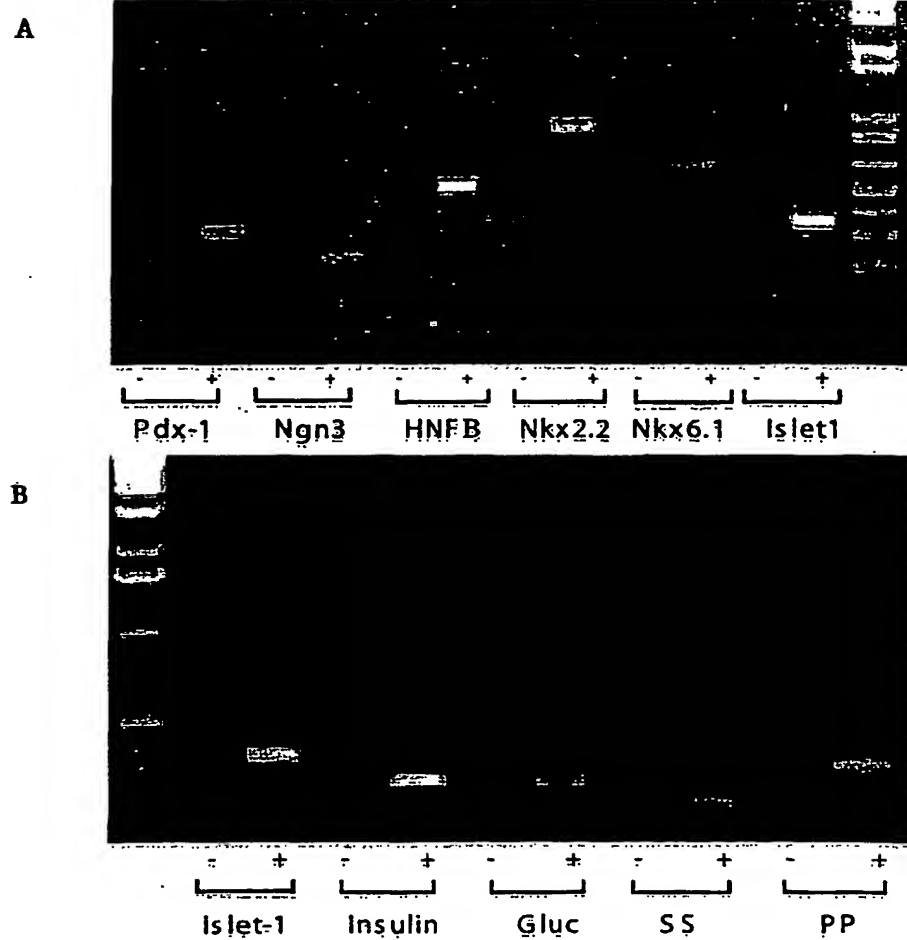 A
- + - + - + - + - + - +
Pdx-1 Ngn3 HNFB Nkx2.2 Nkx6.1 Islet1
B
- + - + - + - + - +
Islet-1 Insulin Gluc SS PP